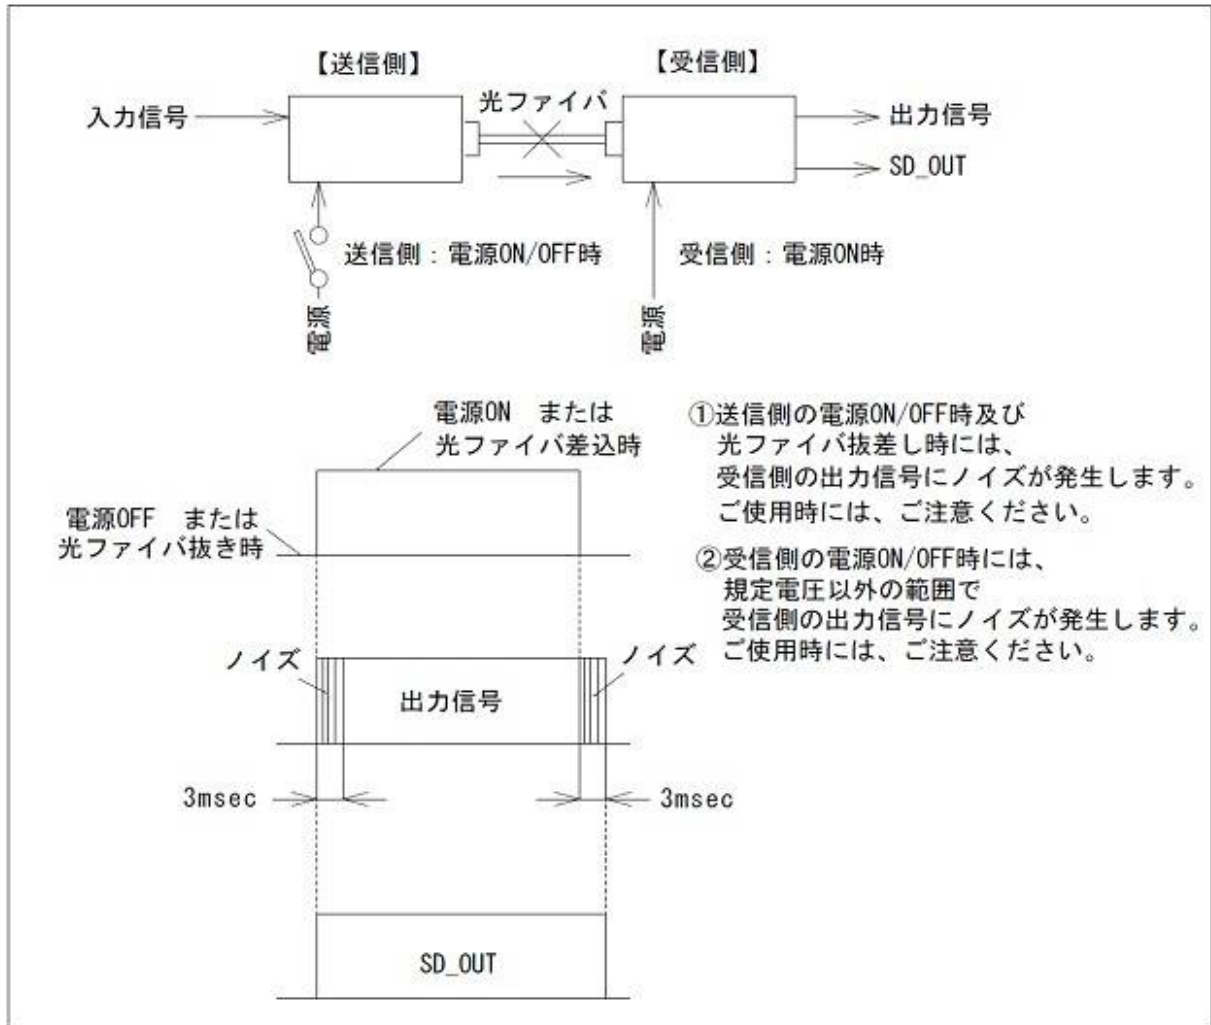 【送信側】
【受信側】
入力信号
光ファイバ
出力信号
SD_OUT
送信側：電源ON/OFF時
受信側：電源ON時
電源
電源
電源ON　または
光ファイバ差込時
電源OFF　または
光ファイバ抜き時
①送信側の電源ON/OFF時及び
光ファイバ抜差し時には、
受信側の出力信号にノイズが発生します。
ご使用時には、ご注意ください。
②受信側の電源ON/OFF時には、
規定電圧以外の範囲で
受信側の出力信号にノイズが発生します。
ご使用時には、ご注意ください。
ノイズ
ノイズ
出力信号
3msec
3msec
SD_OUT